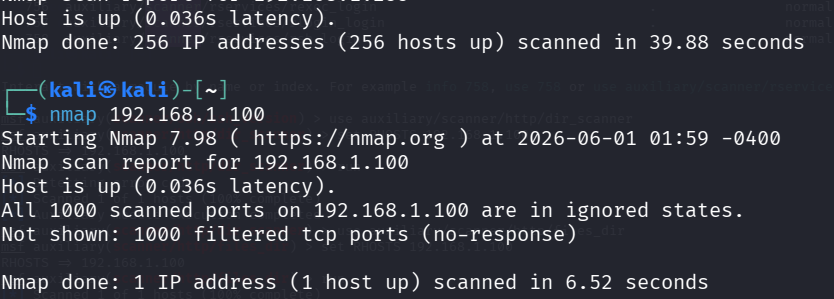 Host is up (0.036s latency).
Nmap done: 256 IP addresses (256 hosts up) scanned in 39.88 seconds
┌──(kali㉿kali)-[~]
└─$ nmap 192.168.1.100
Starting Nmap 7.98 ( https://nmap.org ) at 2026-06-01 01:59 -0400
Nmap scan report for 192.168.1.100
Host is up (0.036s latency).
All 1000 scanned ports on 192.168.1.100 are in ignored states.
Not shown: 1000 filtered tcp ports (no-response)
Nmap done: 1 IP address (1 host up) scanned in 6.52 seconds